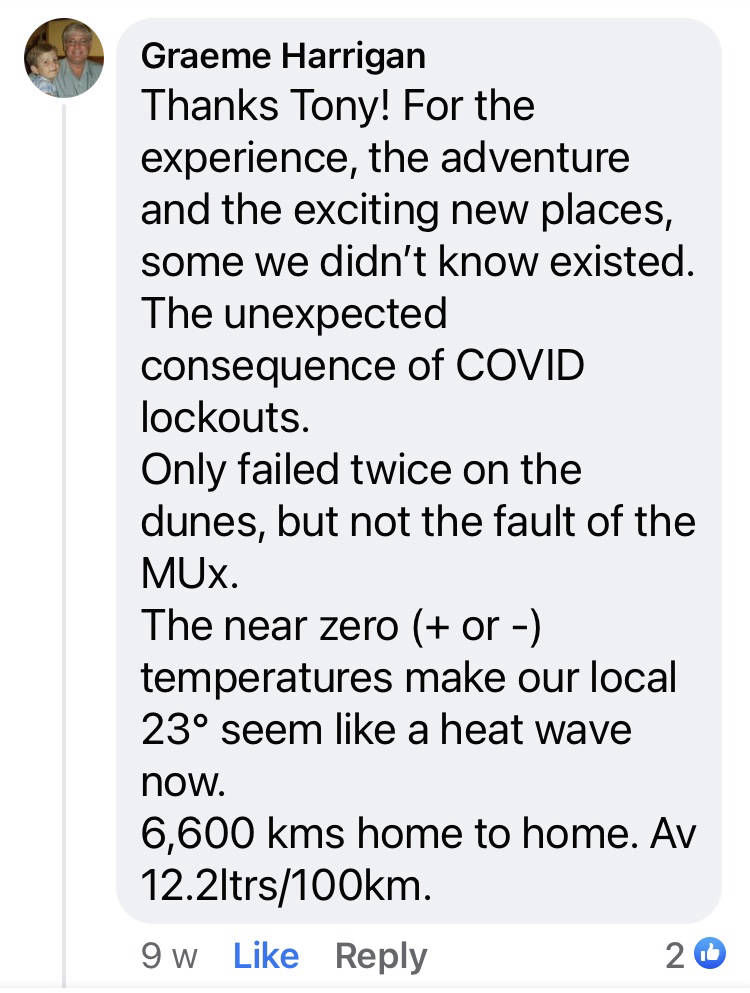 Graeme Harrigan
Thanks Tony! For the
experience, the adventure
and the exciting new places,
some we didn’t know existed.
The unexpected
consequence of COVID
lockouts.
Only failed twice on the
dunes, but not the fault of the
MUx.
The near zero (+ or -)
temperatures make our local
23° seem like a heat wave
now.
6,600 kms home to home. Av
12.2ltrs/100km.
9 w Like Reply 2